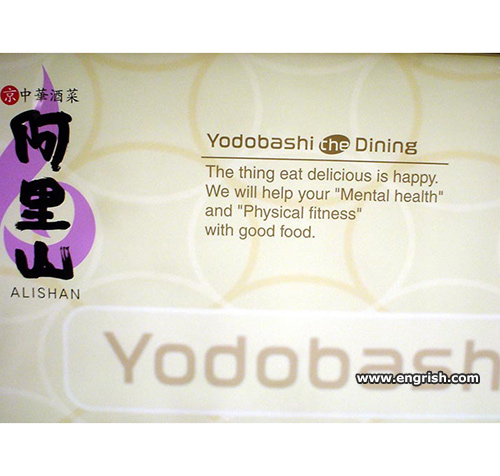 京中華酒菜
阿里山
ALISHAN
Yodobashi the Dining
The thing eat delicious is happy.
We will help your "Mental health"
and "Physical fitness"
with good food.
Yodobash
www.engrish.com